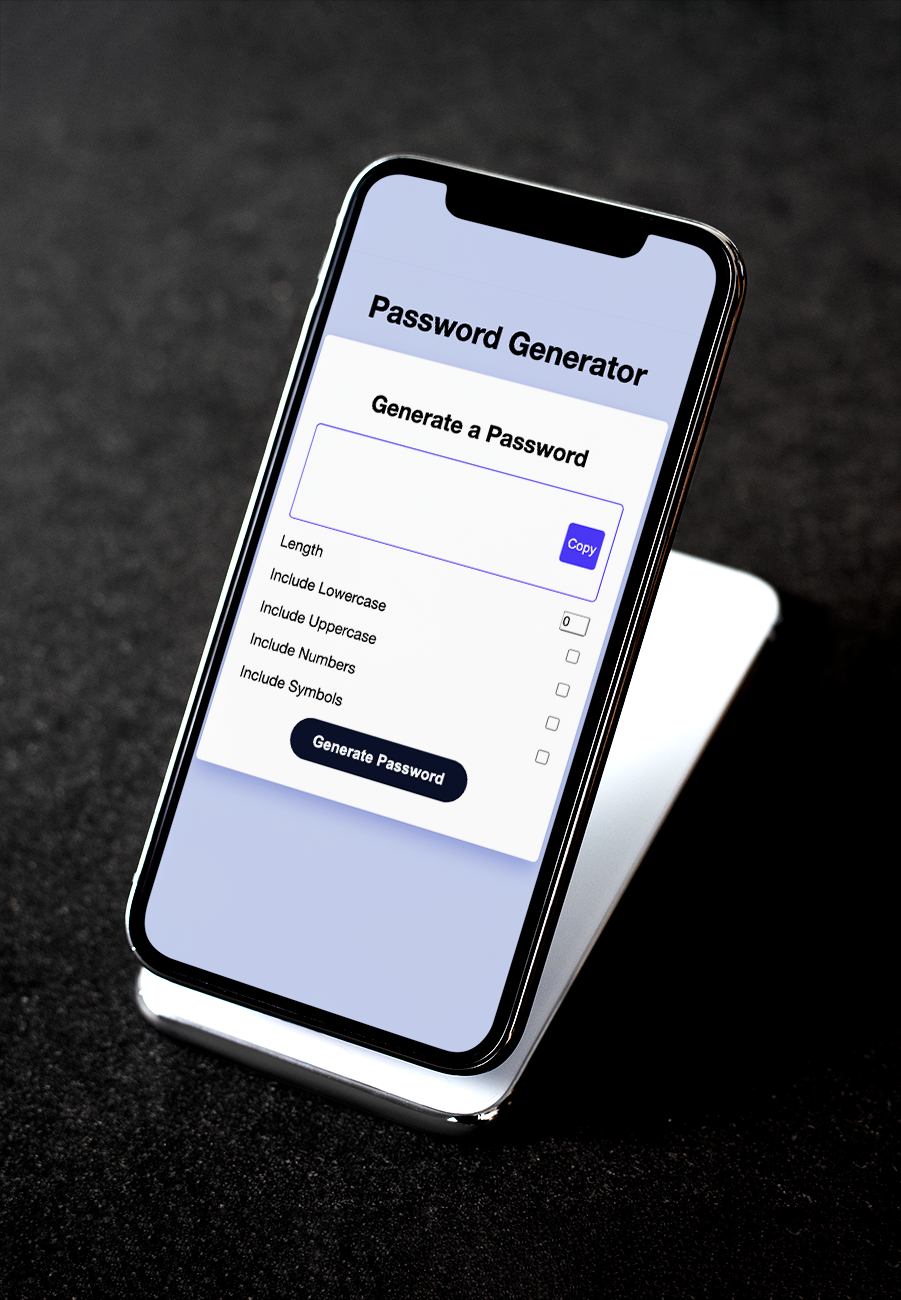 Password Generator
Generate a Password
Copy
Length
0
Include Lowercase
Include Uppercase
Include Numbers
Include Symbols
Generate Password